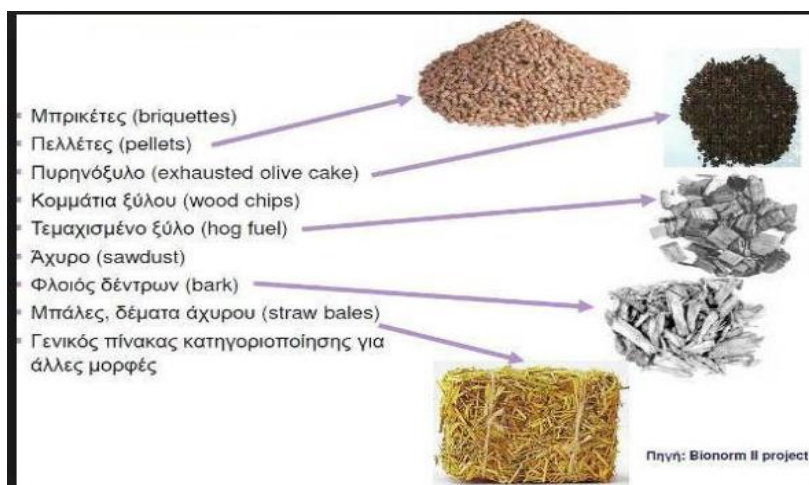 Μπρικέτες (briquettes)
Πελλέτες (pellets)
Πυρηνόξυλο (exhausted olive cake)
Κομμάτια ξύλου (wood chips)
Τεμαχισμένο ξύλο (hog fuel)
Άχυρο (sawdust)
Φλοιός δέντρων (bark)
Μπάλες, δέματα άχυρου (straw bales)
Γενικός πίνακας κατηγοριοποίησης για
άλλες μορφές
Πηγή: Bionorm II project